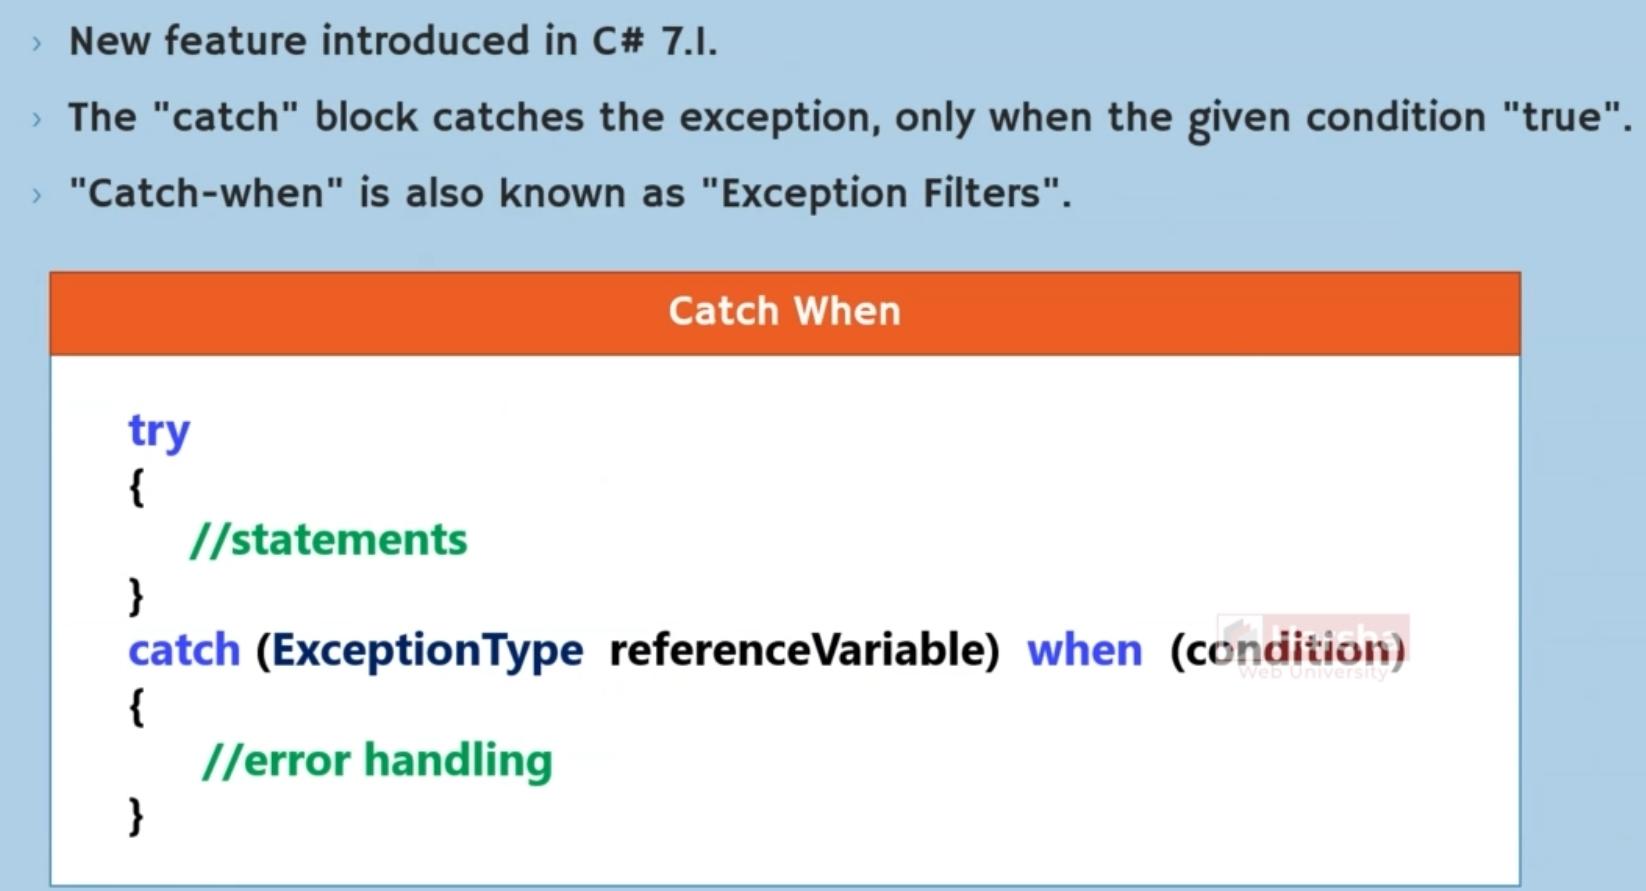 › New feature introduced in C# 7.1.
› The "catch" block catches the exception, only when the given condition "true".
› "Catch-when" is also known as "Exception Filters".
Catch When
try
{
//statements
}
catch (ExceptionType referenceVariable) when (condition)
Harsha
Web University
{
//error handling
}